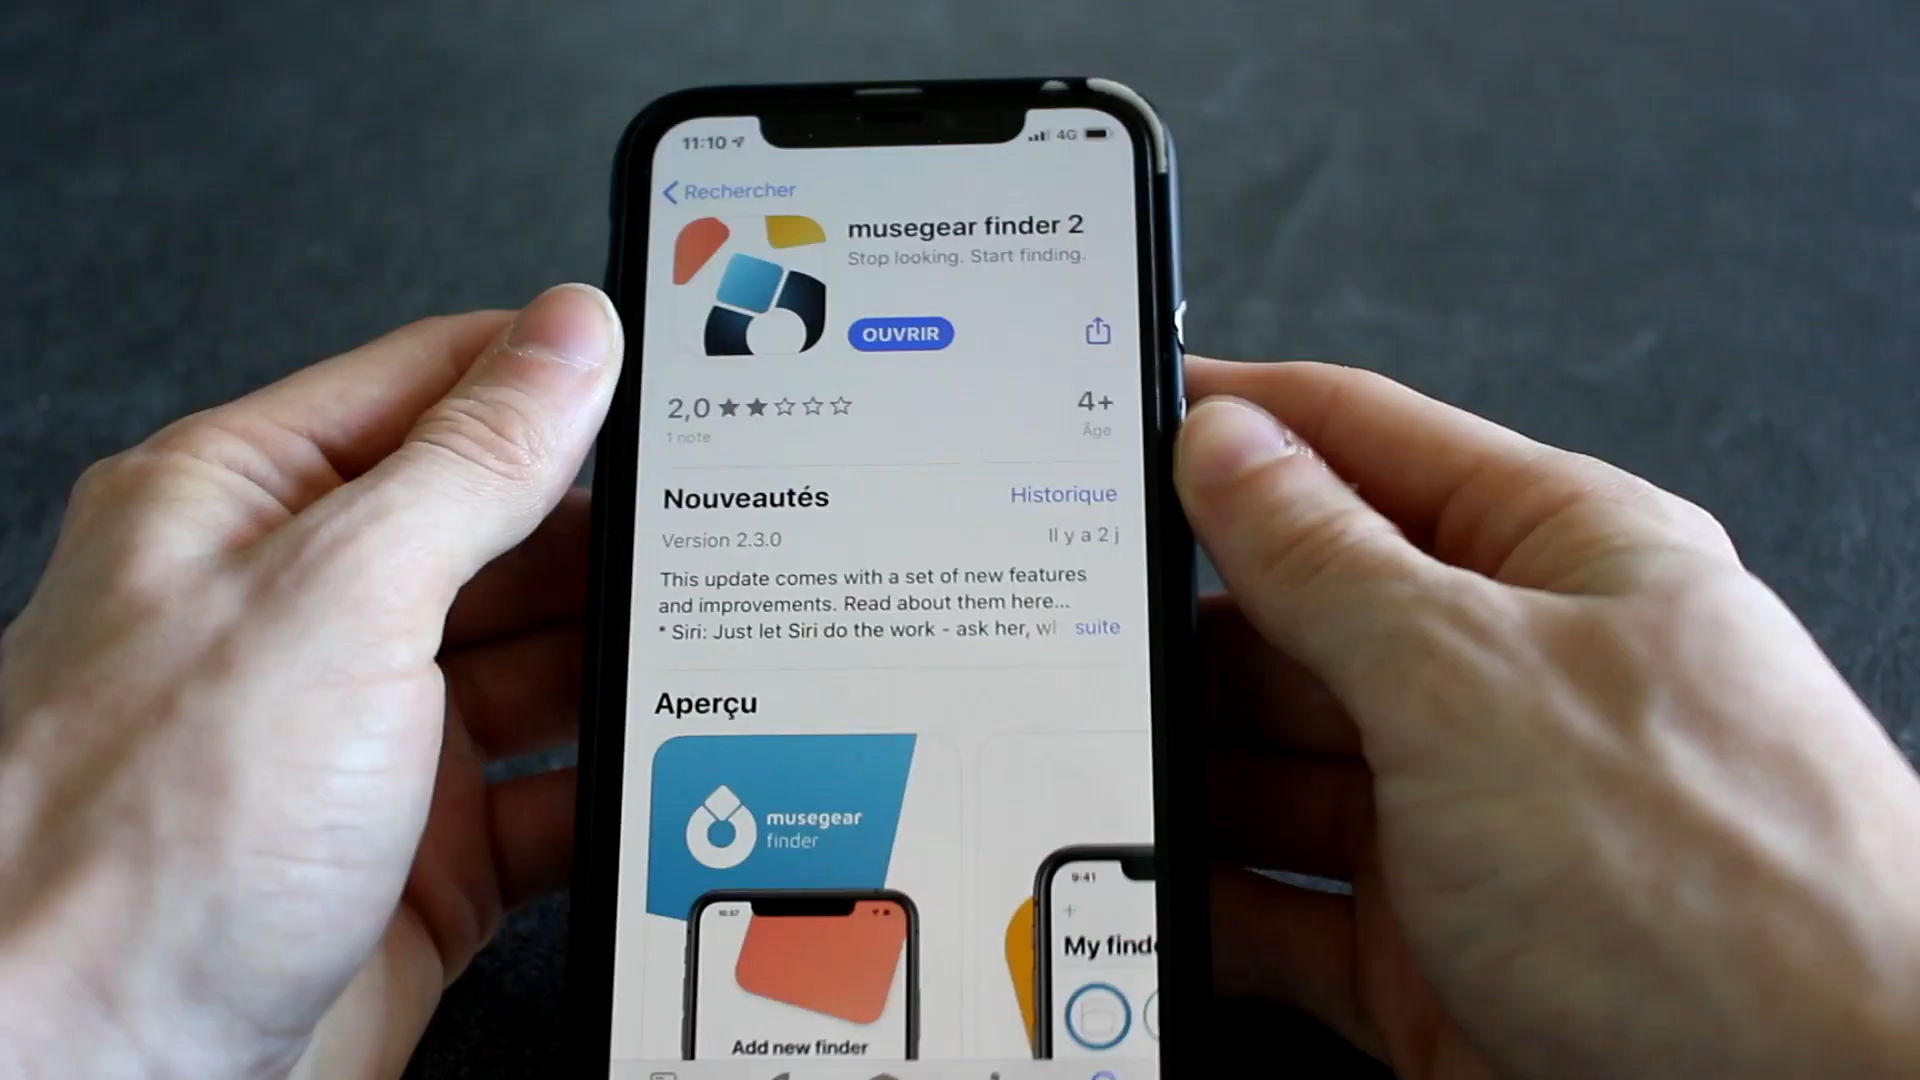 11:10
4G
Rechercher
musegear finder 2
Stop looking. Start finding.
OUVRIR
2,0
4+
1 note
Âge
Nouveautés
Historique
Version 2.3.0
Il y a 2 j
This update comes with a set of new features
and improvements. Read about them here...
* Siri: Just let Siri do the work - ask her, wh
suite
Aperçu
musegear
finder
10:57
9:41
+
My finde
Add new finder